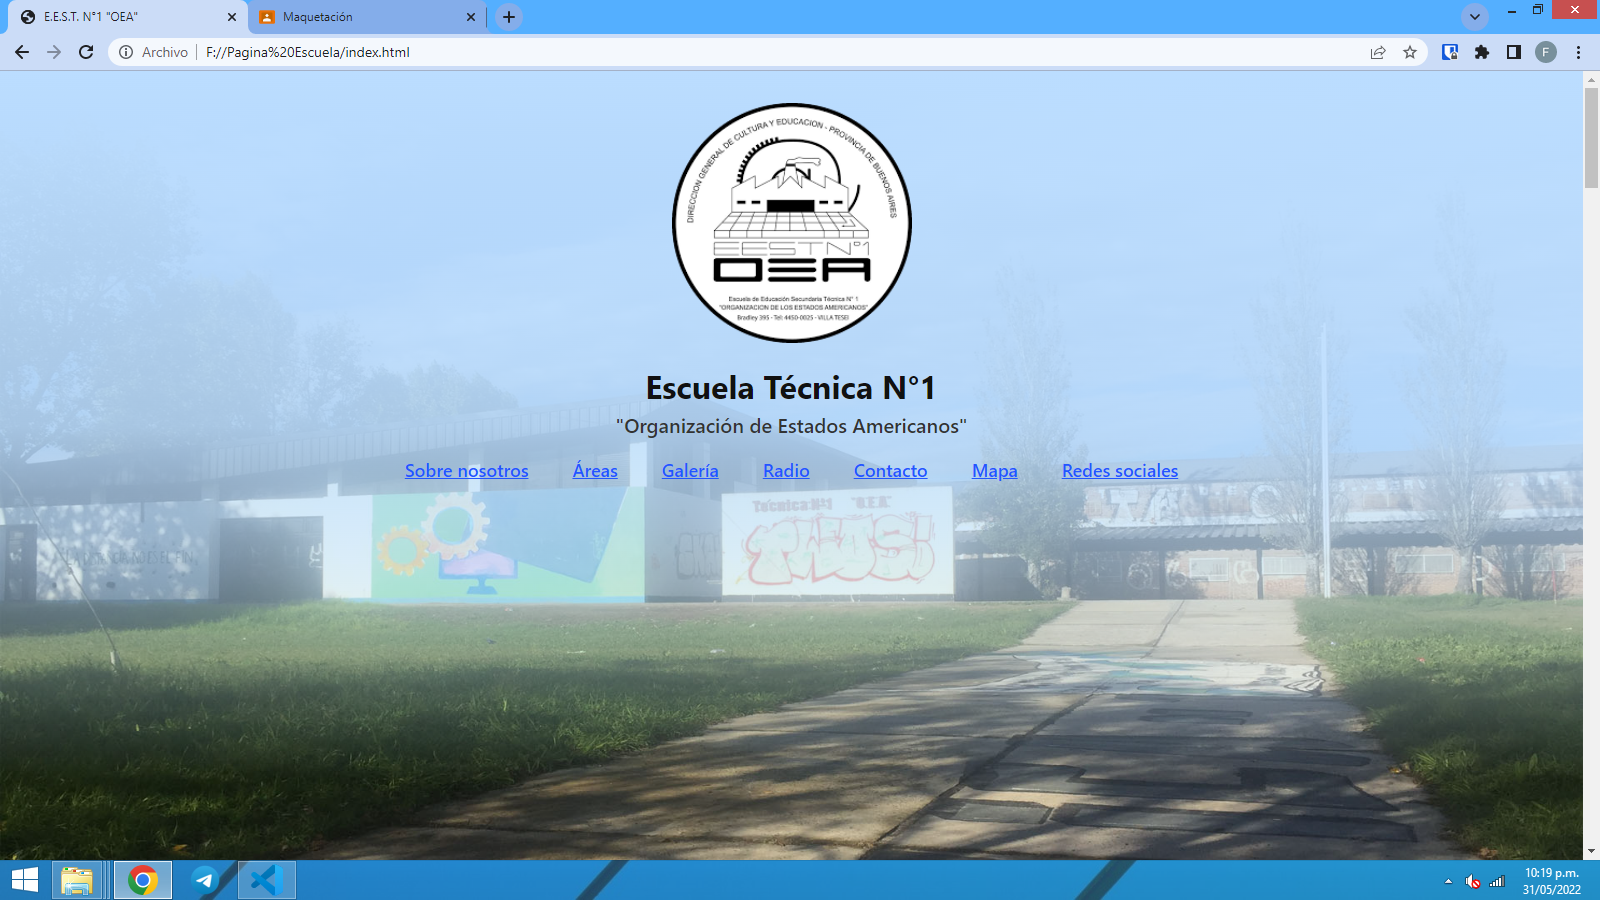 E.E.S.T. N°1 "OEA"
Maquetación
Archivo
F://Pagina%20Escuela/index.html
F
DIRECCION GENERAL DE CULTURA Y EDUCACION - PROVINCIA DE BUENOS AIRES
EESTN°1
OEA
Escuela de Educación Secundaria Técnica N° 1
"ORGANIZACION DE LOS ESTADOS AMERICANOS"
Bradley 395 - Tel: 4450-0025 - VILLA TESEI
Escuela Técnica N°1
"Organización de Estados Americanos"
Sobre nosotros
Áreas
Galería
Radio
Contacto
Mapa
Redes sociales
Técnica Nº1 "O.E.A"
10:19 p.m.
31/05/2022